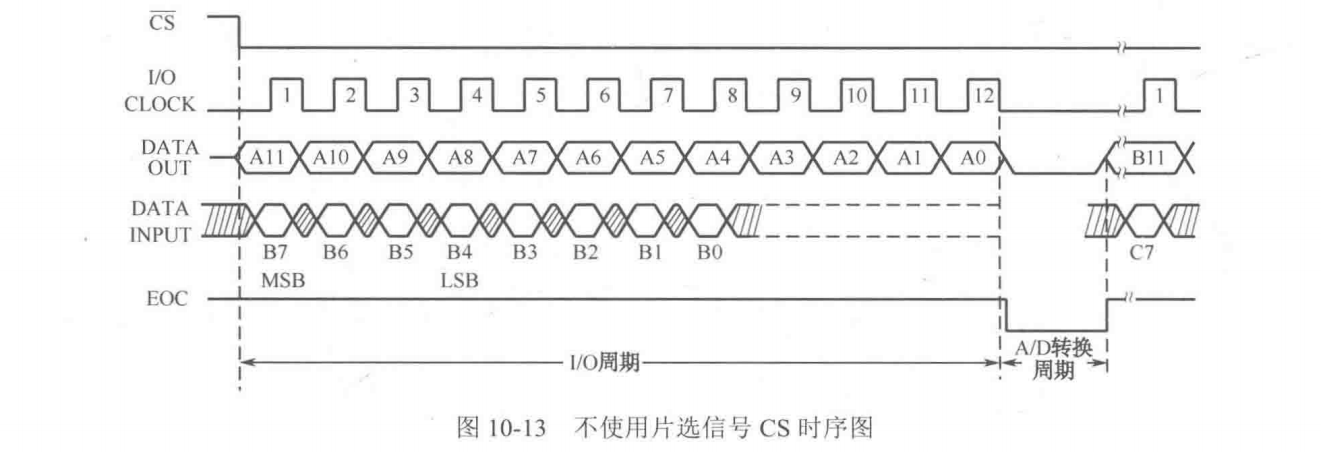 CS
I/O
CLOCK
1 2 3 4 5 6 7 8 9 10 11 12 1
DATA
OUT
A11 A10 A9 A8 A7 A6 A5 A4 A3 A2 A1 A0 B11
DATA
INPUT
B7 B6 B5 B4 B3 B2 B1 B0 C7
MSB LSB
EOC
I/O周期
A/D转换
周期
图 10-13 不使用片选信号 CS 时序图